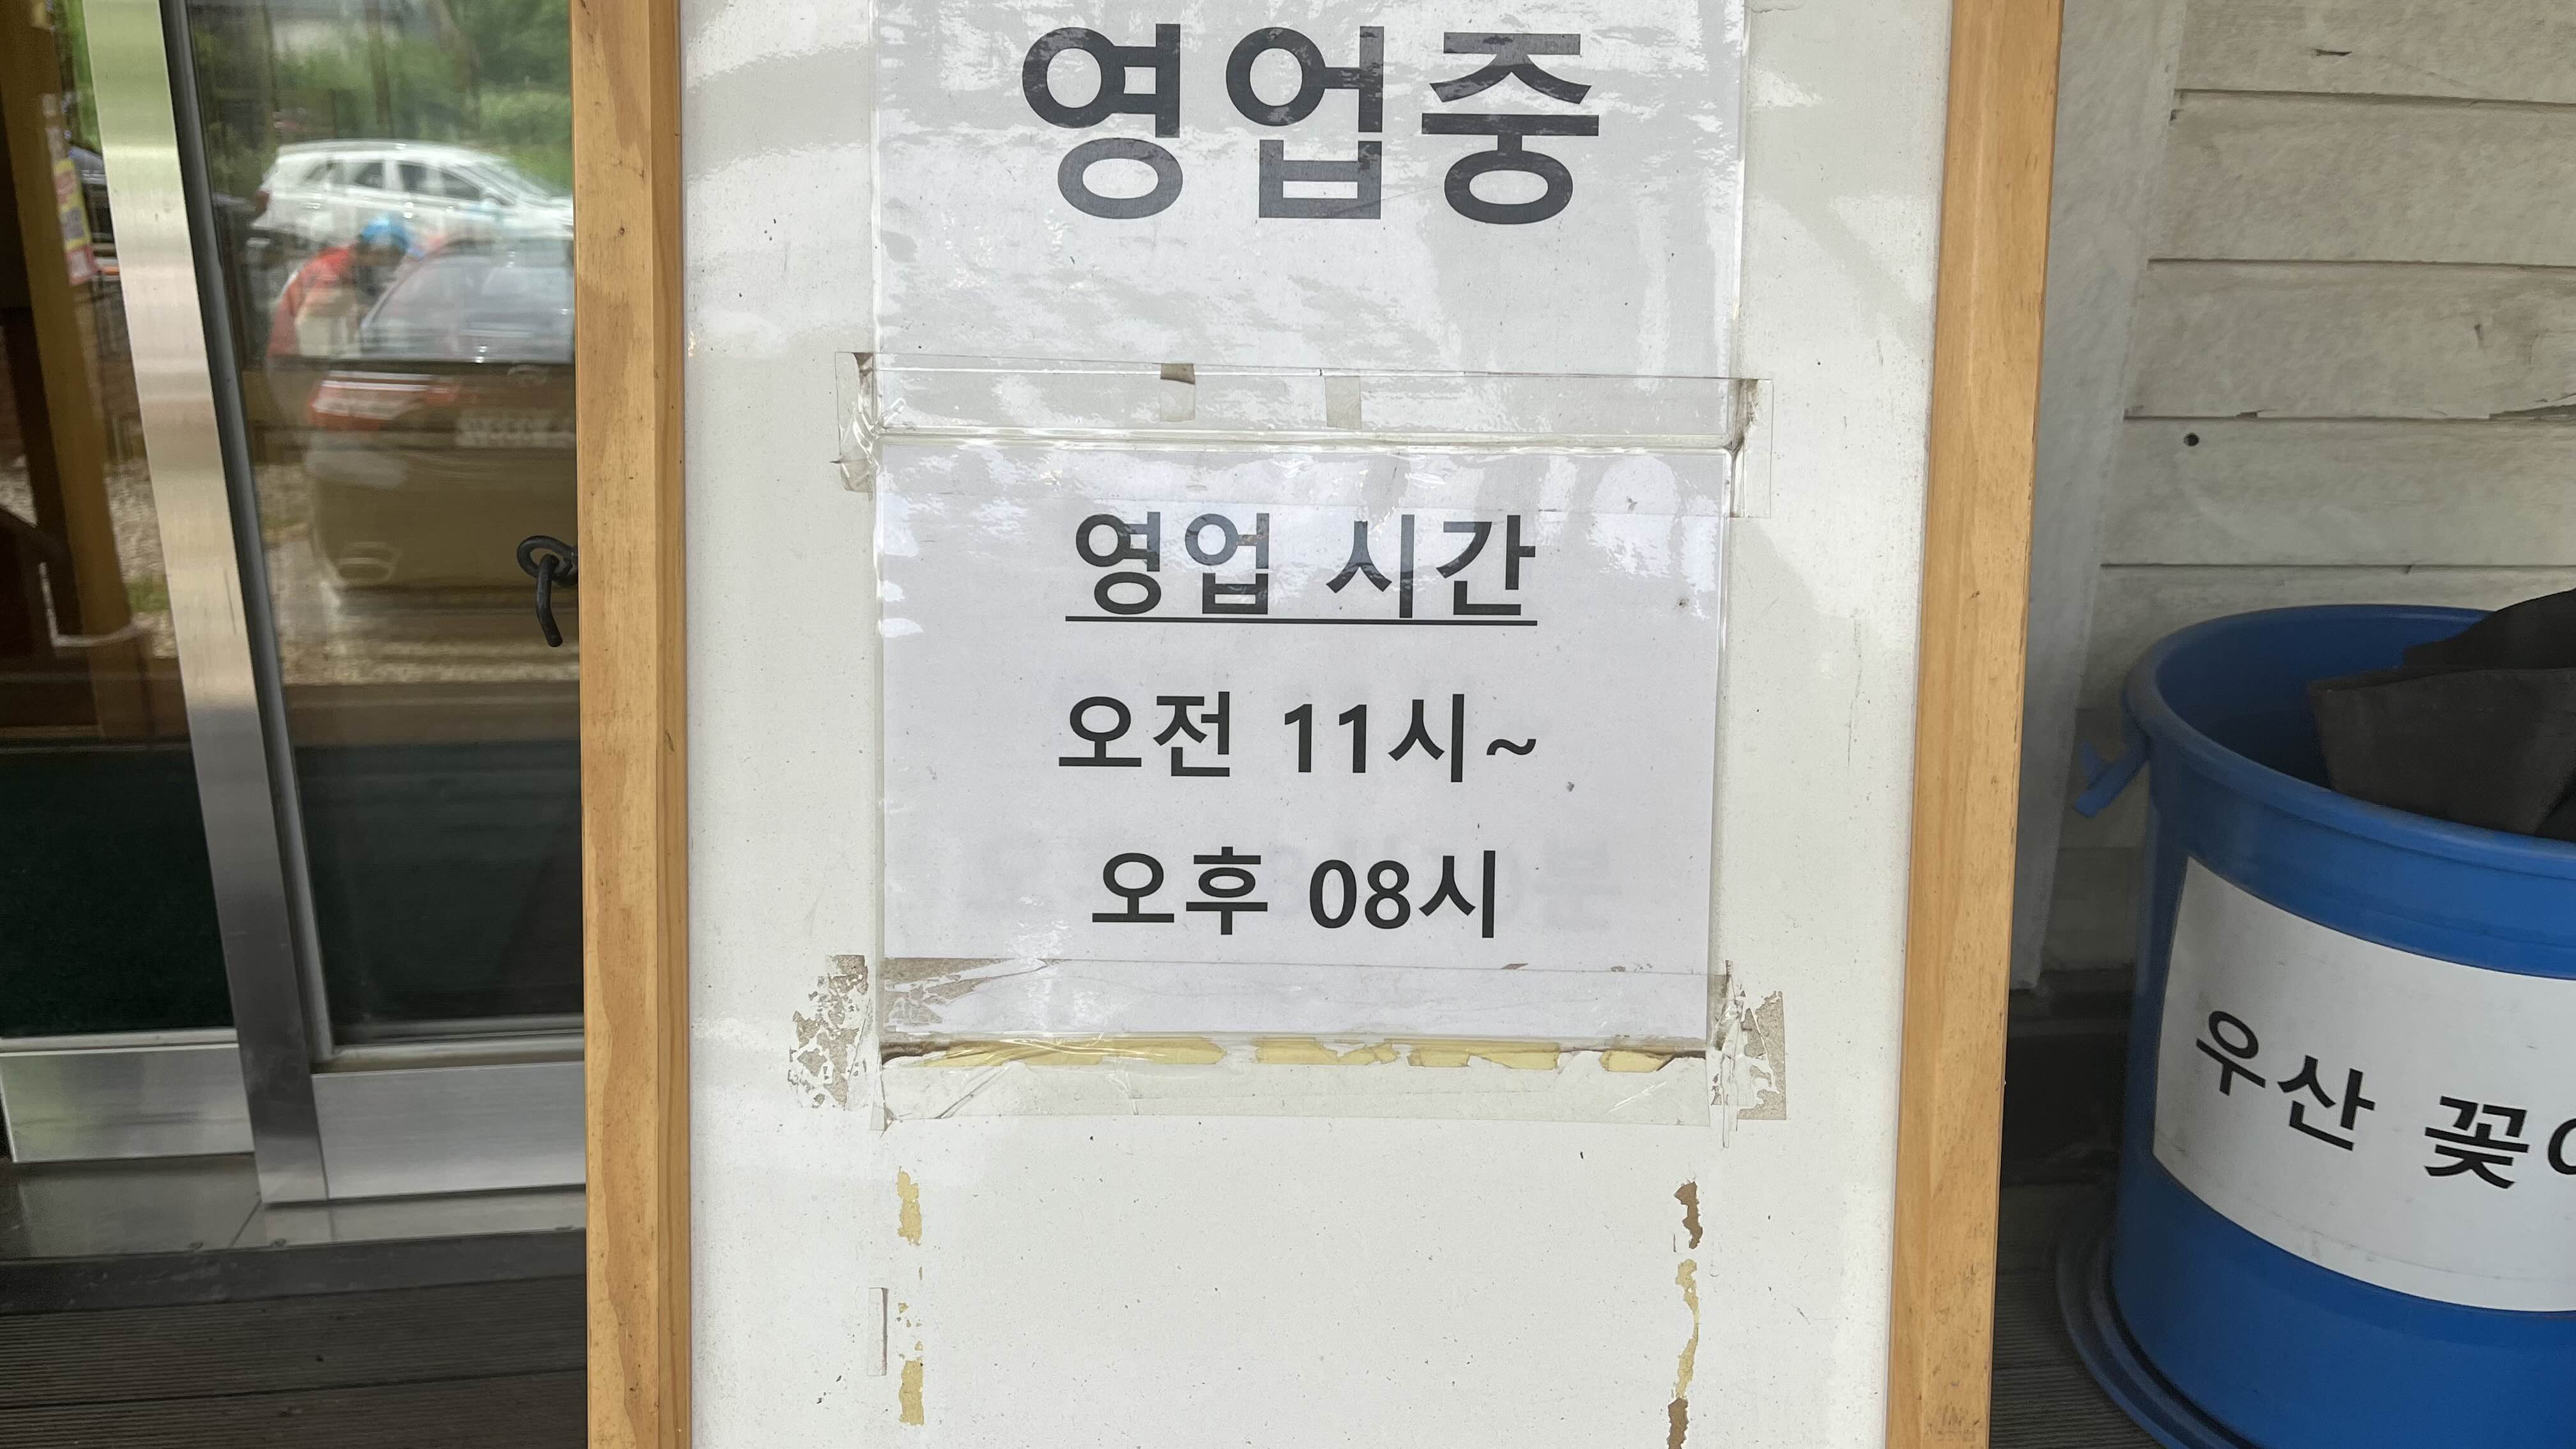 영업중
영업 시간
오전 11시~
오후 08시
우산 꽂